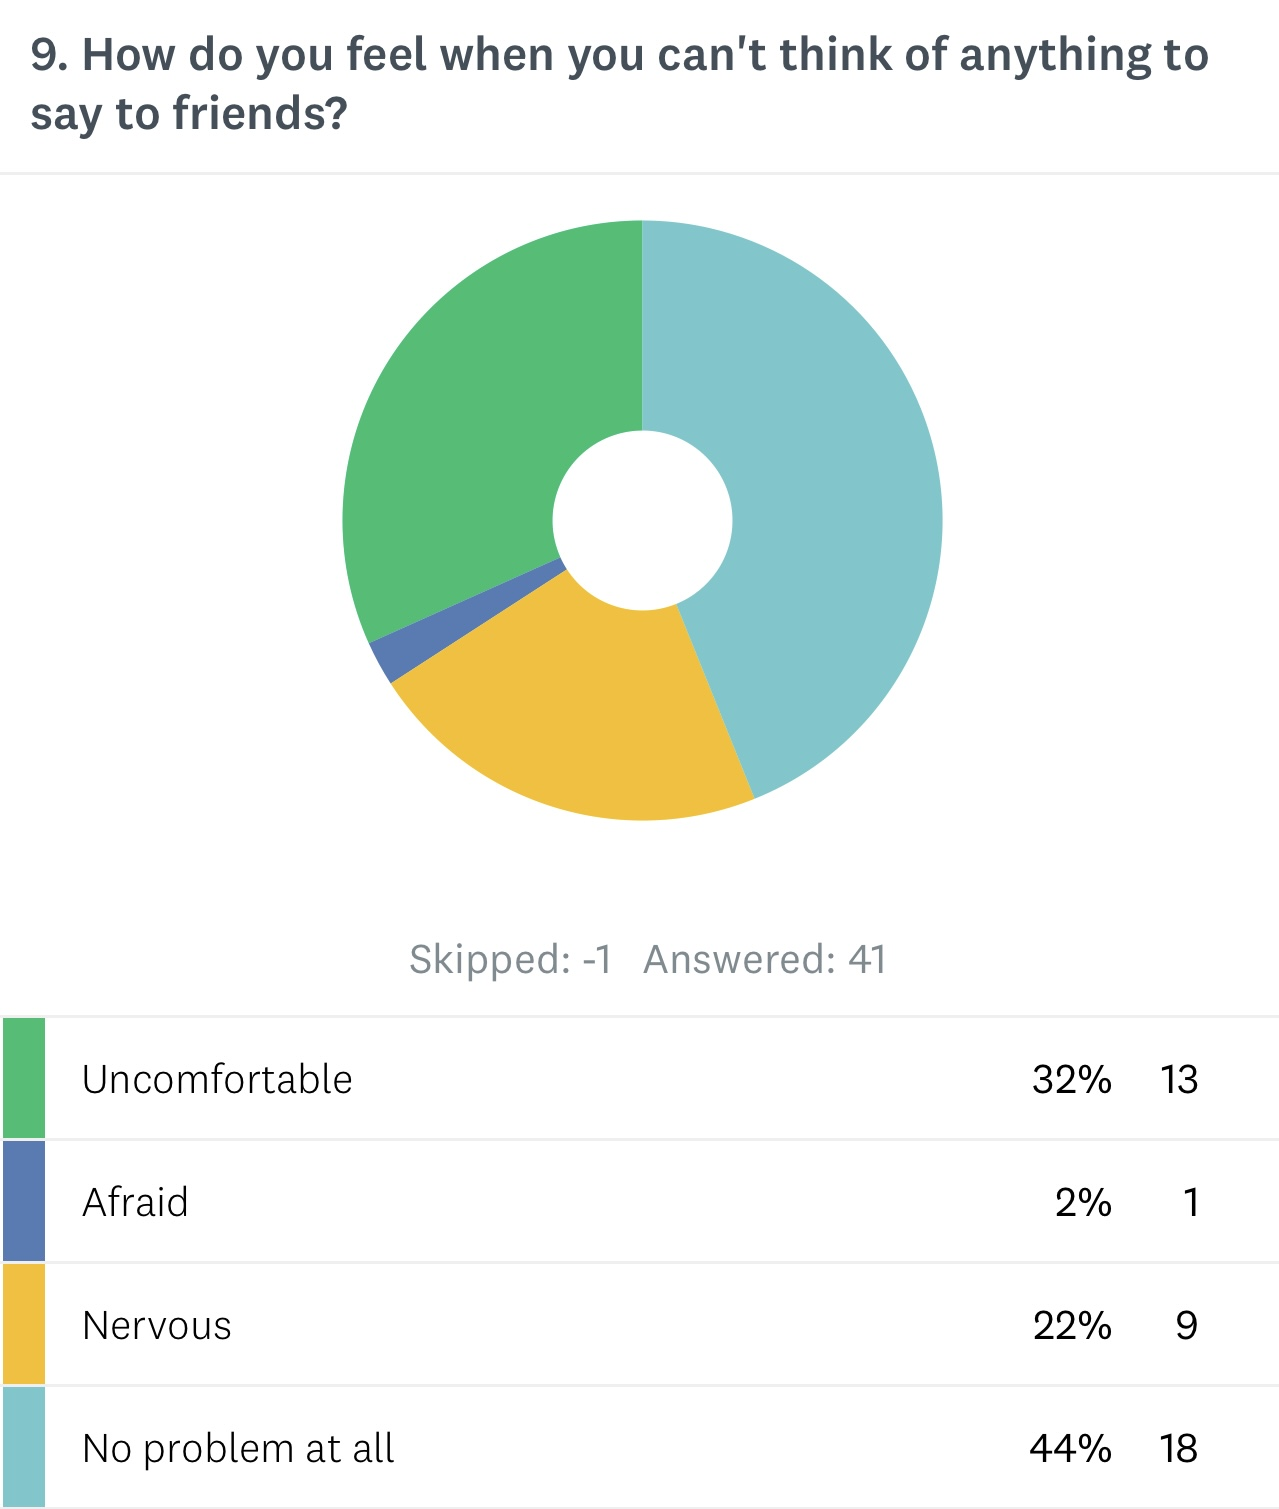 9. How do you feel when you can't think of anything to
say to friends?
Skipped: -1 Answered: 41
Uncomfortable 32% 13
Afraid 2% 1
Nervous 22% 9
No problem at all 44% 18